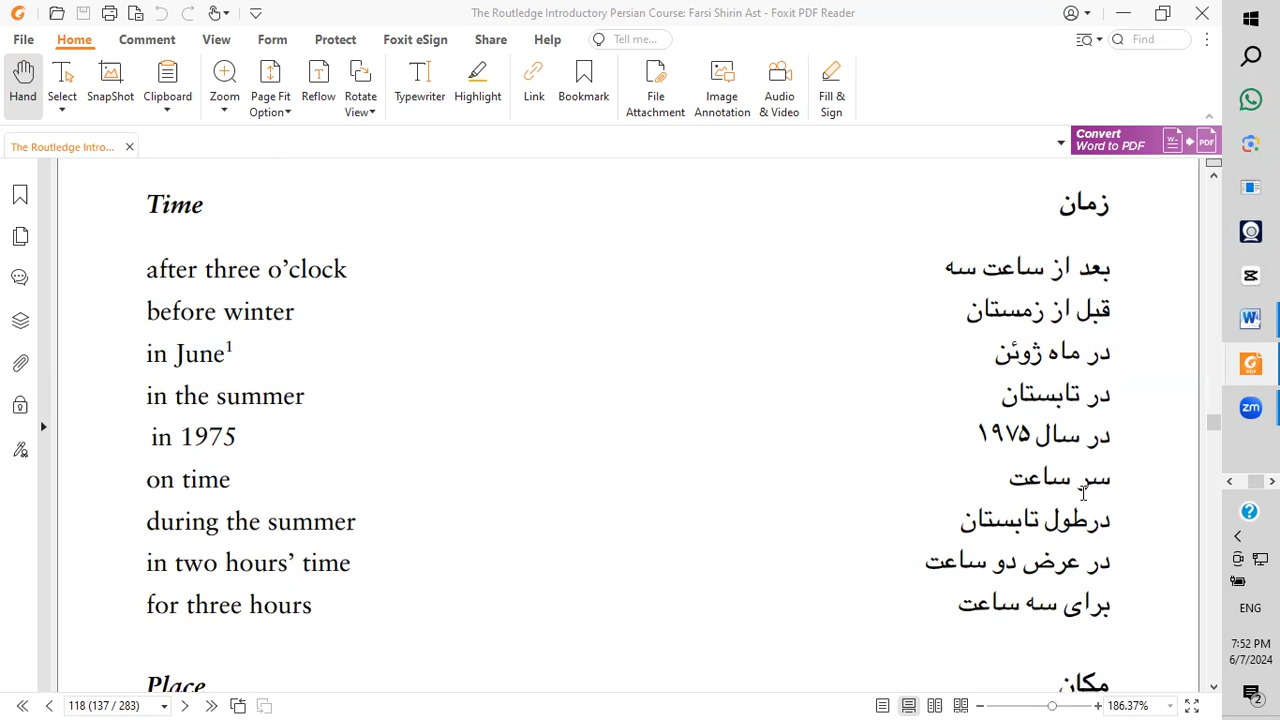 The Routledge Introductory Persian Course: Farsi Shirin Ast - Foxit PDF Reader
File Home Comment View Form Protect Foxit eSign Share Help Tell me... Find
Hand Select SnapShot Clipboard Zoom Page Fit Option Reflow Rotate View Typewriter Highlight Link Bookmark File Attachment Image Annotation Audio & Video Fill & Sign
The Routledge Intro... Convert Word to PDF
Time زمان
after three o'clock بعد از ساعت سه
before winter قبل از زمستان
in June¹ در ماه ژوئن
in the summer در تابستان
in 1975 در سال ۱۹۷۵
on time سر ساعت
during the summer درطول تابستان
in two hours' time در عرض دو ساعت
for three hours برای سه ساعت
Place مکان
118 (137 / 283) 186.37%
ENG
7:52 PM
6/7/2024
zm
2